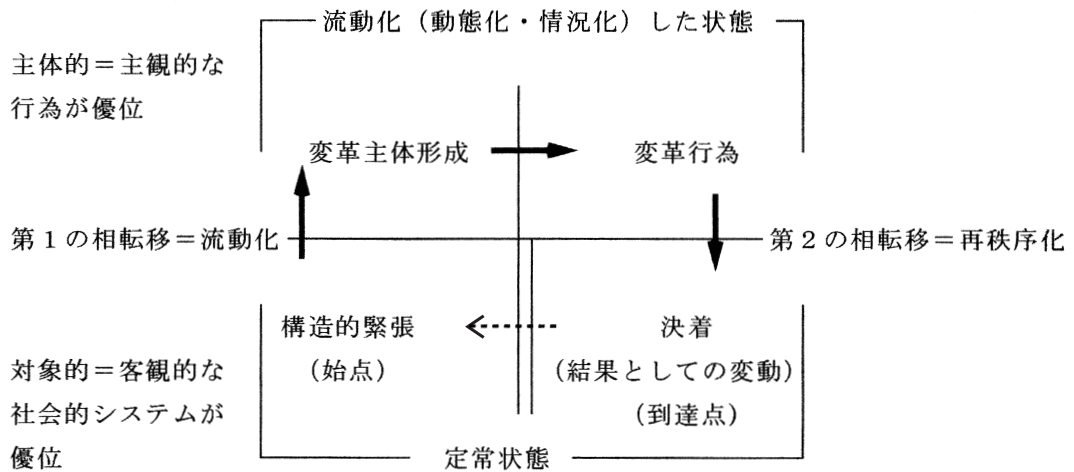 流動化（動態化・情況化）した状態
主体的＝主観的な
行為が優位
変革主体形成
変革行為
第１の相転移＝流動化
第２の相転移＝再秩序化
構造的緊張
（始点）
決着
（結果としての変動）
（到達点）
対象的＝客観的な
社会的システムが
優位
定常状態